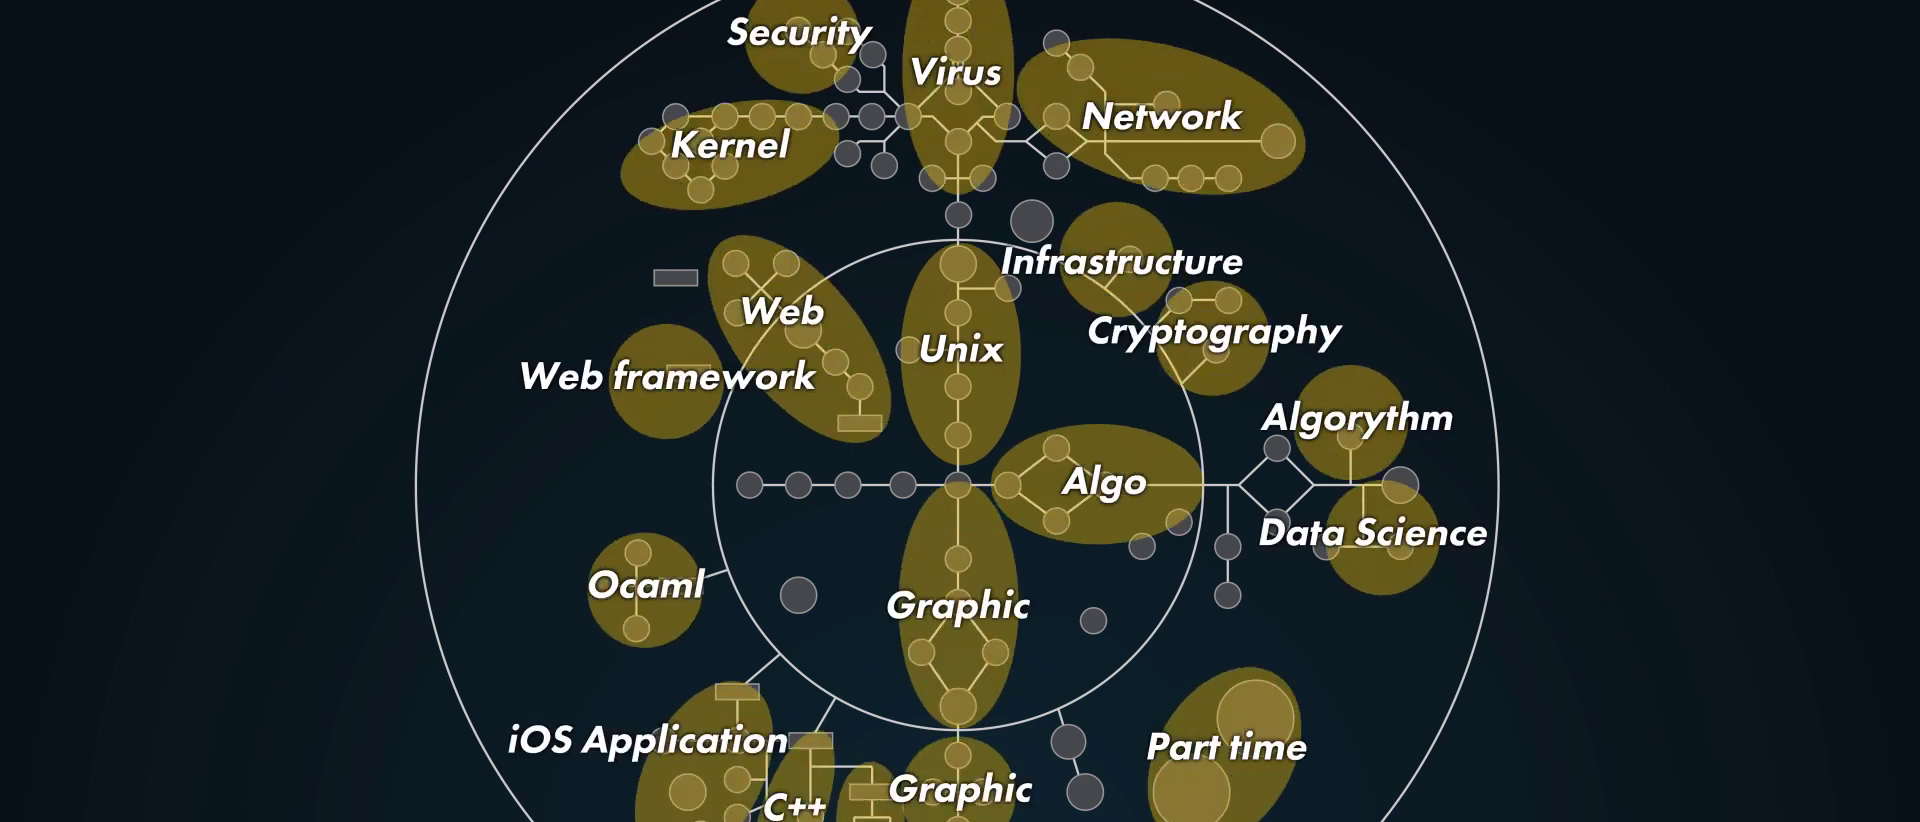 Security
Virus
Network
Kernel
Infrastructure
Web
Cryptography
Unix
Web framework
Algorythm
Algo
Data Science
Ocaml
Graphic
iOS Application
Part time
Graphic
C++